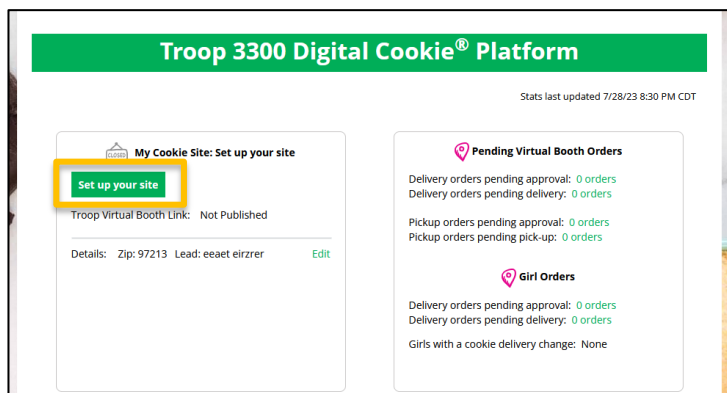 Troop 3300 Digital Cookie® Platform
Stats last updated 7/28/23 8:30 PM CDT
CLOSED
My Cookie Site: Set up your site
Set up your site
Troop Virtual Booth Link: Not Published
Details: Zip: 97213 Lead: eeaet eirzrer Edit
Pending Virtual Booth Orders
Delivery orders pending approval: 0 orders
Delivery orders pending delivery: 0 orders
Pickup orders pending approval: 0 orders
Pickup orders pending pick-up: 0 orders
Girl Orders
Delivery orders pending approval: 0 orders
Delivery orders pending delivery: 0 orders
Girls with a cookie delivery change: None